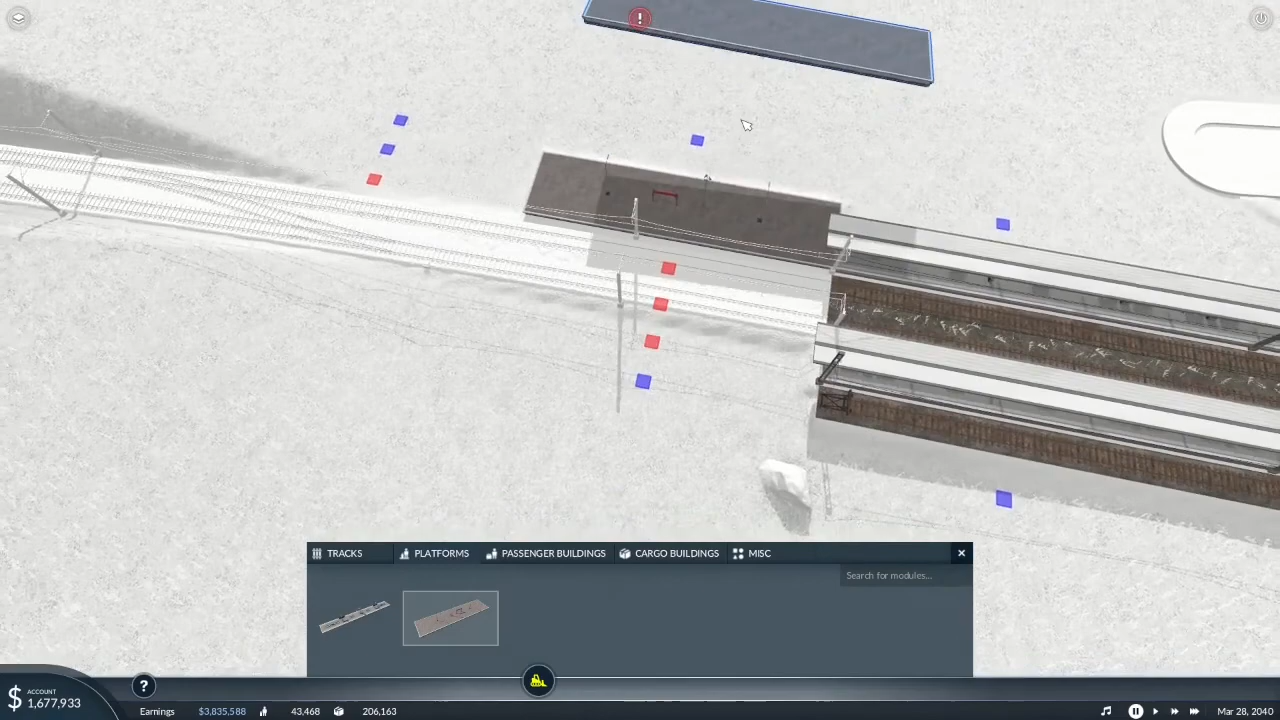 !
TRACKS PLATFORMS PASSENGER BUILDINGS CARGO BUILDINGS MISC ×
Search for modules...
$ ACCOUNT
1,677,933
?
Earnings $3,835,588 43,468 206,163 Mar 28, 2040